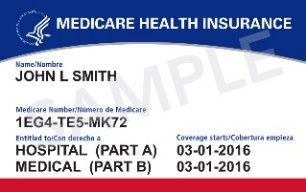 MEDICARE HEALTH INSURANCE
SAMPLE
Name/Nombre
JOHN L SMITH
Medicare Number/Número de Medicare
1EG4-TE5-MK72
Entitled to/Con derecho a Coverage starts/Cobertura empieza
HOSPITAL (PART A) 03-01-2016
MEDICAL (PART B) 03-01-2016